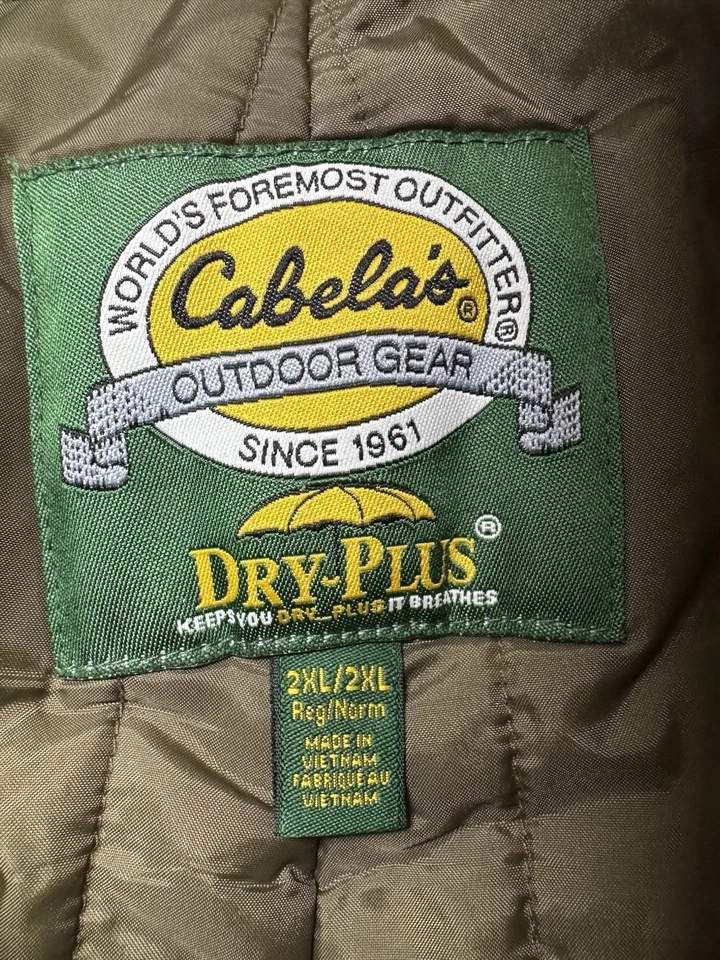 WORLD'S FOREMOST OUTFITTER®
Cabela's®
OUTDOOR GEAR
SINCE 1961
DRY-PLUS®
KEEPS YOU DRY_PLUS IT BREATHES
2XL/2XL
Reg/Norm
MADE IN
VIETNAM
FABRIQUÉ AU
VIETNAM